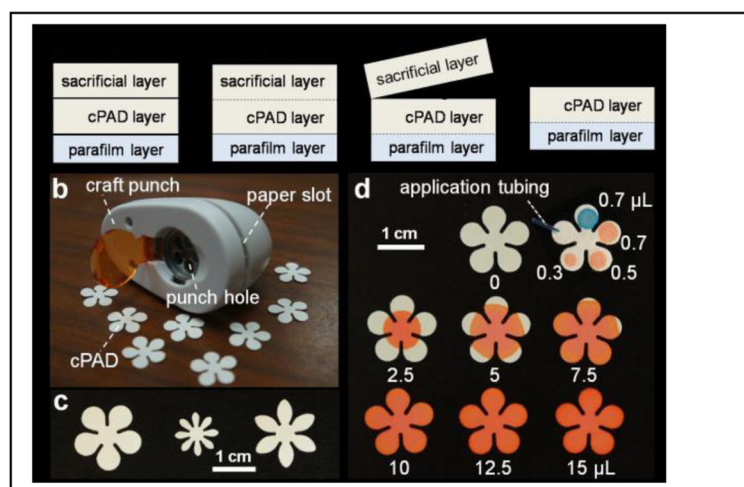 sacrificial layer
cPAD layer
parafilm layer
sacrificial layer
cPAD layer
parafilm layer
sacrificial layer
cPAD layer
parafilm layer
cPAD layer
parafilm layer
b
craft punch
paper slot
punch hole
cPAD
c
1 cm
d
application tubing
0.7 µL
1 cm
0.7
0.3
0.5
0
2.5
5
7.5
10
12.5
15 µL